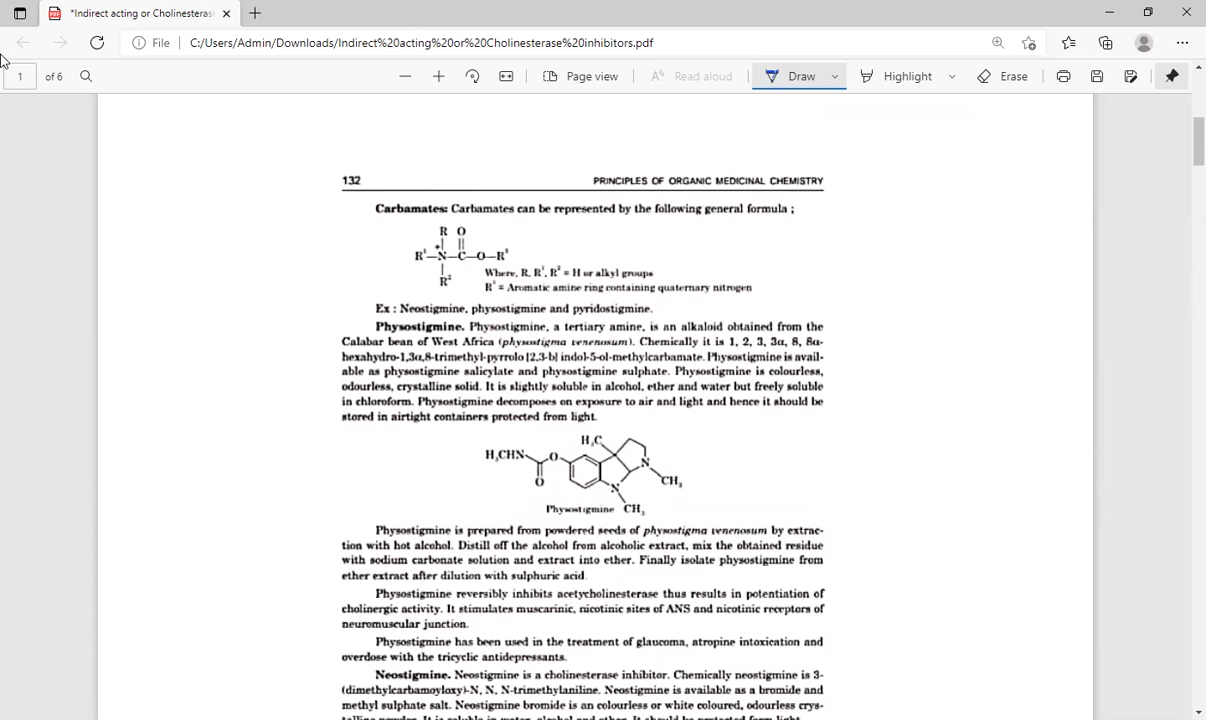 *Indirect acting or Cholinesteras
File C:/Users/Admin/Downloads/Indirect%20acting%20or%20Cholinesterase%20inhibitors.pdf
1 of 6 Page view Read aloud Draw Highlight Erase
132 PRINCIPLES OF ORGANIC MEDICINAL CHEMISTRY
Carbamates: Carbamates can be represented by the following general formula ;
R O
R¹—N—C—O—R³
R² Where, R, R¹, R² = H or alkyl groups
R³ = Aromatic amine ring containing quaternary nitrogen
Ex : Neostigmine, physostigmine and pyridostigmine.
Physostigmine. Physostigmine, a tertiary amine, is an alkaloid obtained from the
Calabar bean of West Africa (physostigma venenosum). Chemically it is 1, 2, 3, 3α, 8, 8α-
hexahydro-1,3α,8-trimethyl-pyrrolo [2,3-b] indol-5-ol-methylcarbamate. Physostigmine is avail-
able as physostigmine salicylate and physostigmine sulphate. Physostigmine is colourless,
odourless, crystalline solid. It is slightly soluble in alcohol, ether and water but freely soluble
in chloroform. Physostigmine decomposes on exposure to air and light and hence it should be
stored in airtight containers protected from light.
H₃C
H₃CHN O N
O N CH₃
Physostigmine CH₃
Physostigmine is prepared from powdered seeds of physostigma venenosum by extrac-
tion with hot alcohol. Distill off the alcohol from alcoholic extract, mix the obtained residue
with sodium carbonate solution and extract into ether. Finally isolate physostigmine from
ether extract after dilution with sulphuric acid.
Physostigmine reversibly inhibits acetycholinesterase thus results in potentiation of
cholinergic activity. It stimulates muscarinic, nicotinic sites of ANS and nicotinic receptors of
neuromuscular junction.
Physostigmine has been used in the treatment of glaucoma, atropine intoxication and
overdose with the tricyclic antidepressants.
Neostigmine. Neostigmine is a cholinesterase inhibitor. Chemically neostigmine is 3-
(dimethylcarbamoyloxy)-N, N, N-trimethylaniline. Neostigmine is available as a bromide and
methyl sulphate salt. Neostigmine bromide is an colourless or white coloured, odourless crys-
talline powder. It is soluble in water, alcohol and ether. It should be protected form light.